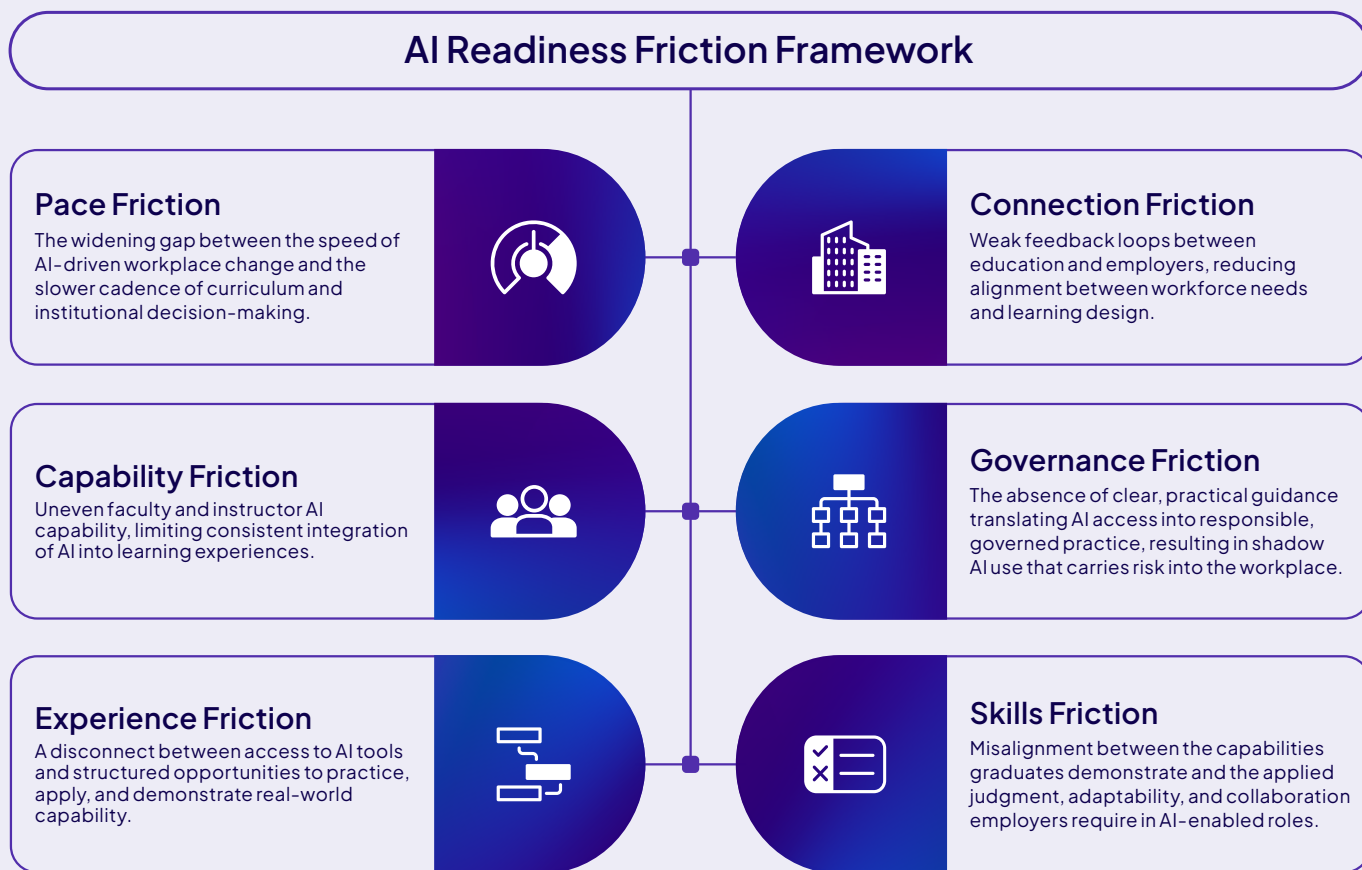 AI Readiness Friction Framework
Pace Friction
The widening gap between the speed of
AI-driven workplace change and the
slower cadence of curriculum and
institutional decision-making.
Connection Friction
Weak feedback loops between
education and employers, reducing
alignment between workforce needs
and learning design.
Capability Friction
Uneven faculty and instructor AI
capability, limiting consistent integration
of AI into learning experiences.
Governance Friction
The absence of clear, practical guidance
translating AI access into responsible,
governed practice, resulting in shadow
AI use that carries risk into the workplace.
Experience Friction
A disconnect between access to AI tools
and structured opportunities to practice,
apply, and demonstrate real-world
capability.
Skills Friction
Misalignment between the capabilities
graduates demonstrate and the applied
judgment, adaptability, and collaboration
employers require in AI-enabled roles.